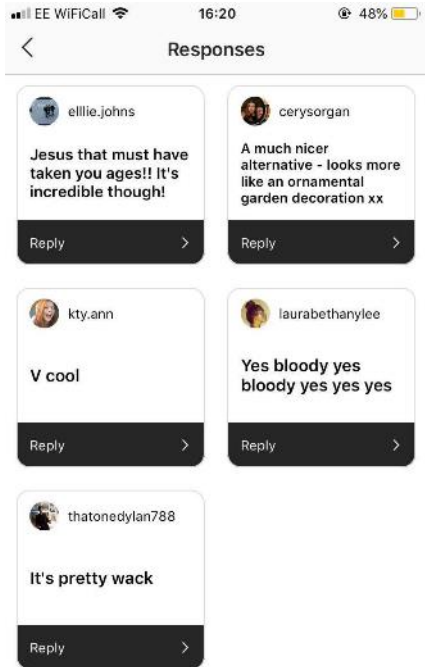 EE WiFiCall 16:20 48%
Responses
elllie.johns
Jesus that must have
taken you ages!! It's
incredible though!
Reply
cerysorgan
A much nicer
alternative - looks more
like an ornamental
garden decoration xx
Reply
kty.ann
V cool
Reply
laurabethanylee
Yes bloody yes
bloody yes yes yes
Reply
thatonedylan788
It's pretty wack
Reply